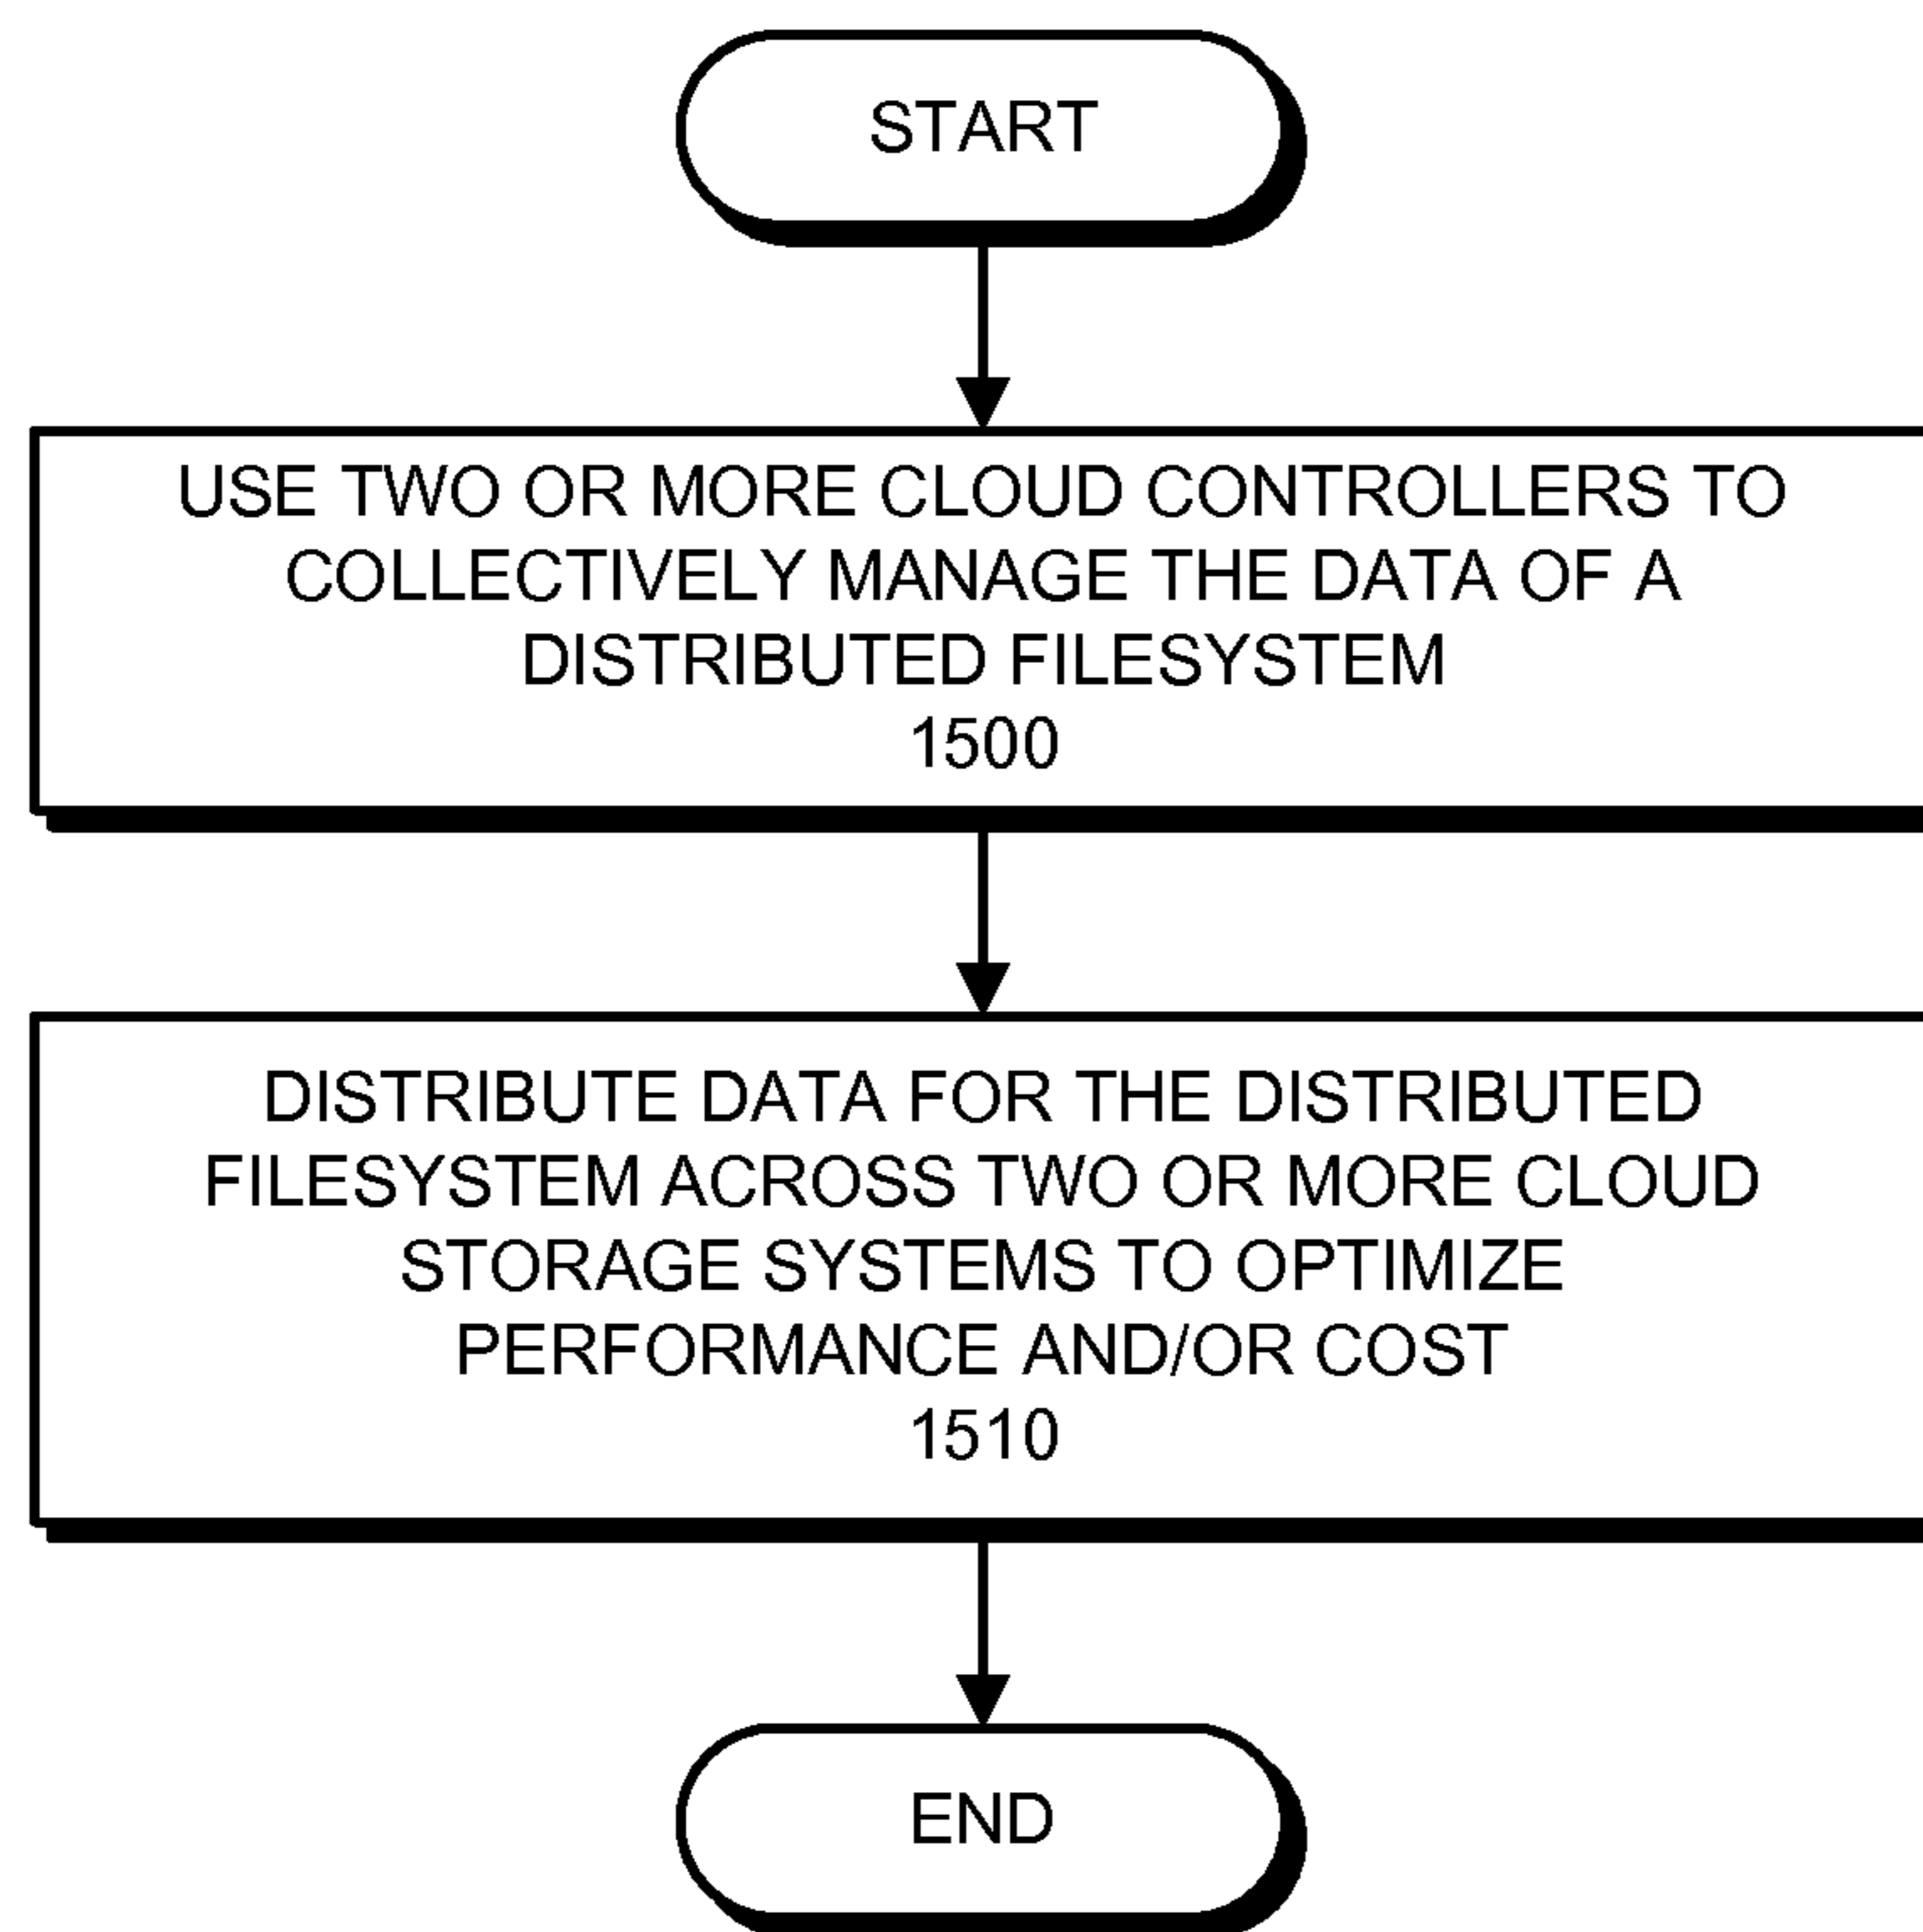 START
USE TWO OR MORE CLOUD CONTROLLERS TO
COLLECTIVELY MANAGE THE DATA OF A
DISTRIBUTED FILESYSTEM
1500
DISTRIBUTE DATA FOR THE DISTRIBUTED
FILESYSTEM ACROSS TWO OR MORE CLOUD
STORAGE SYSTEMS TO OPTIMIZE
PERFORMANCE AND/OR COST
1510
END